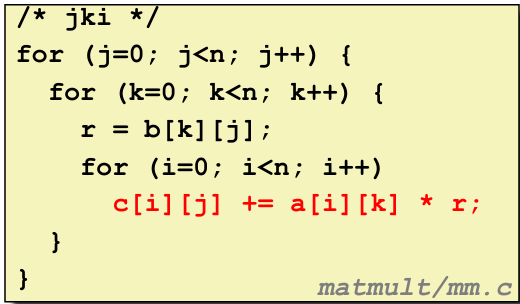 /* jki */
for (j=0; j<n; j++) {
  for (k=0; k<n; k++) {
    r = b[k][j];
    for (i=0; i<n; i++)
      c[i][j] += a[i][k] * r;
  }
}
matmult/mm.c